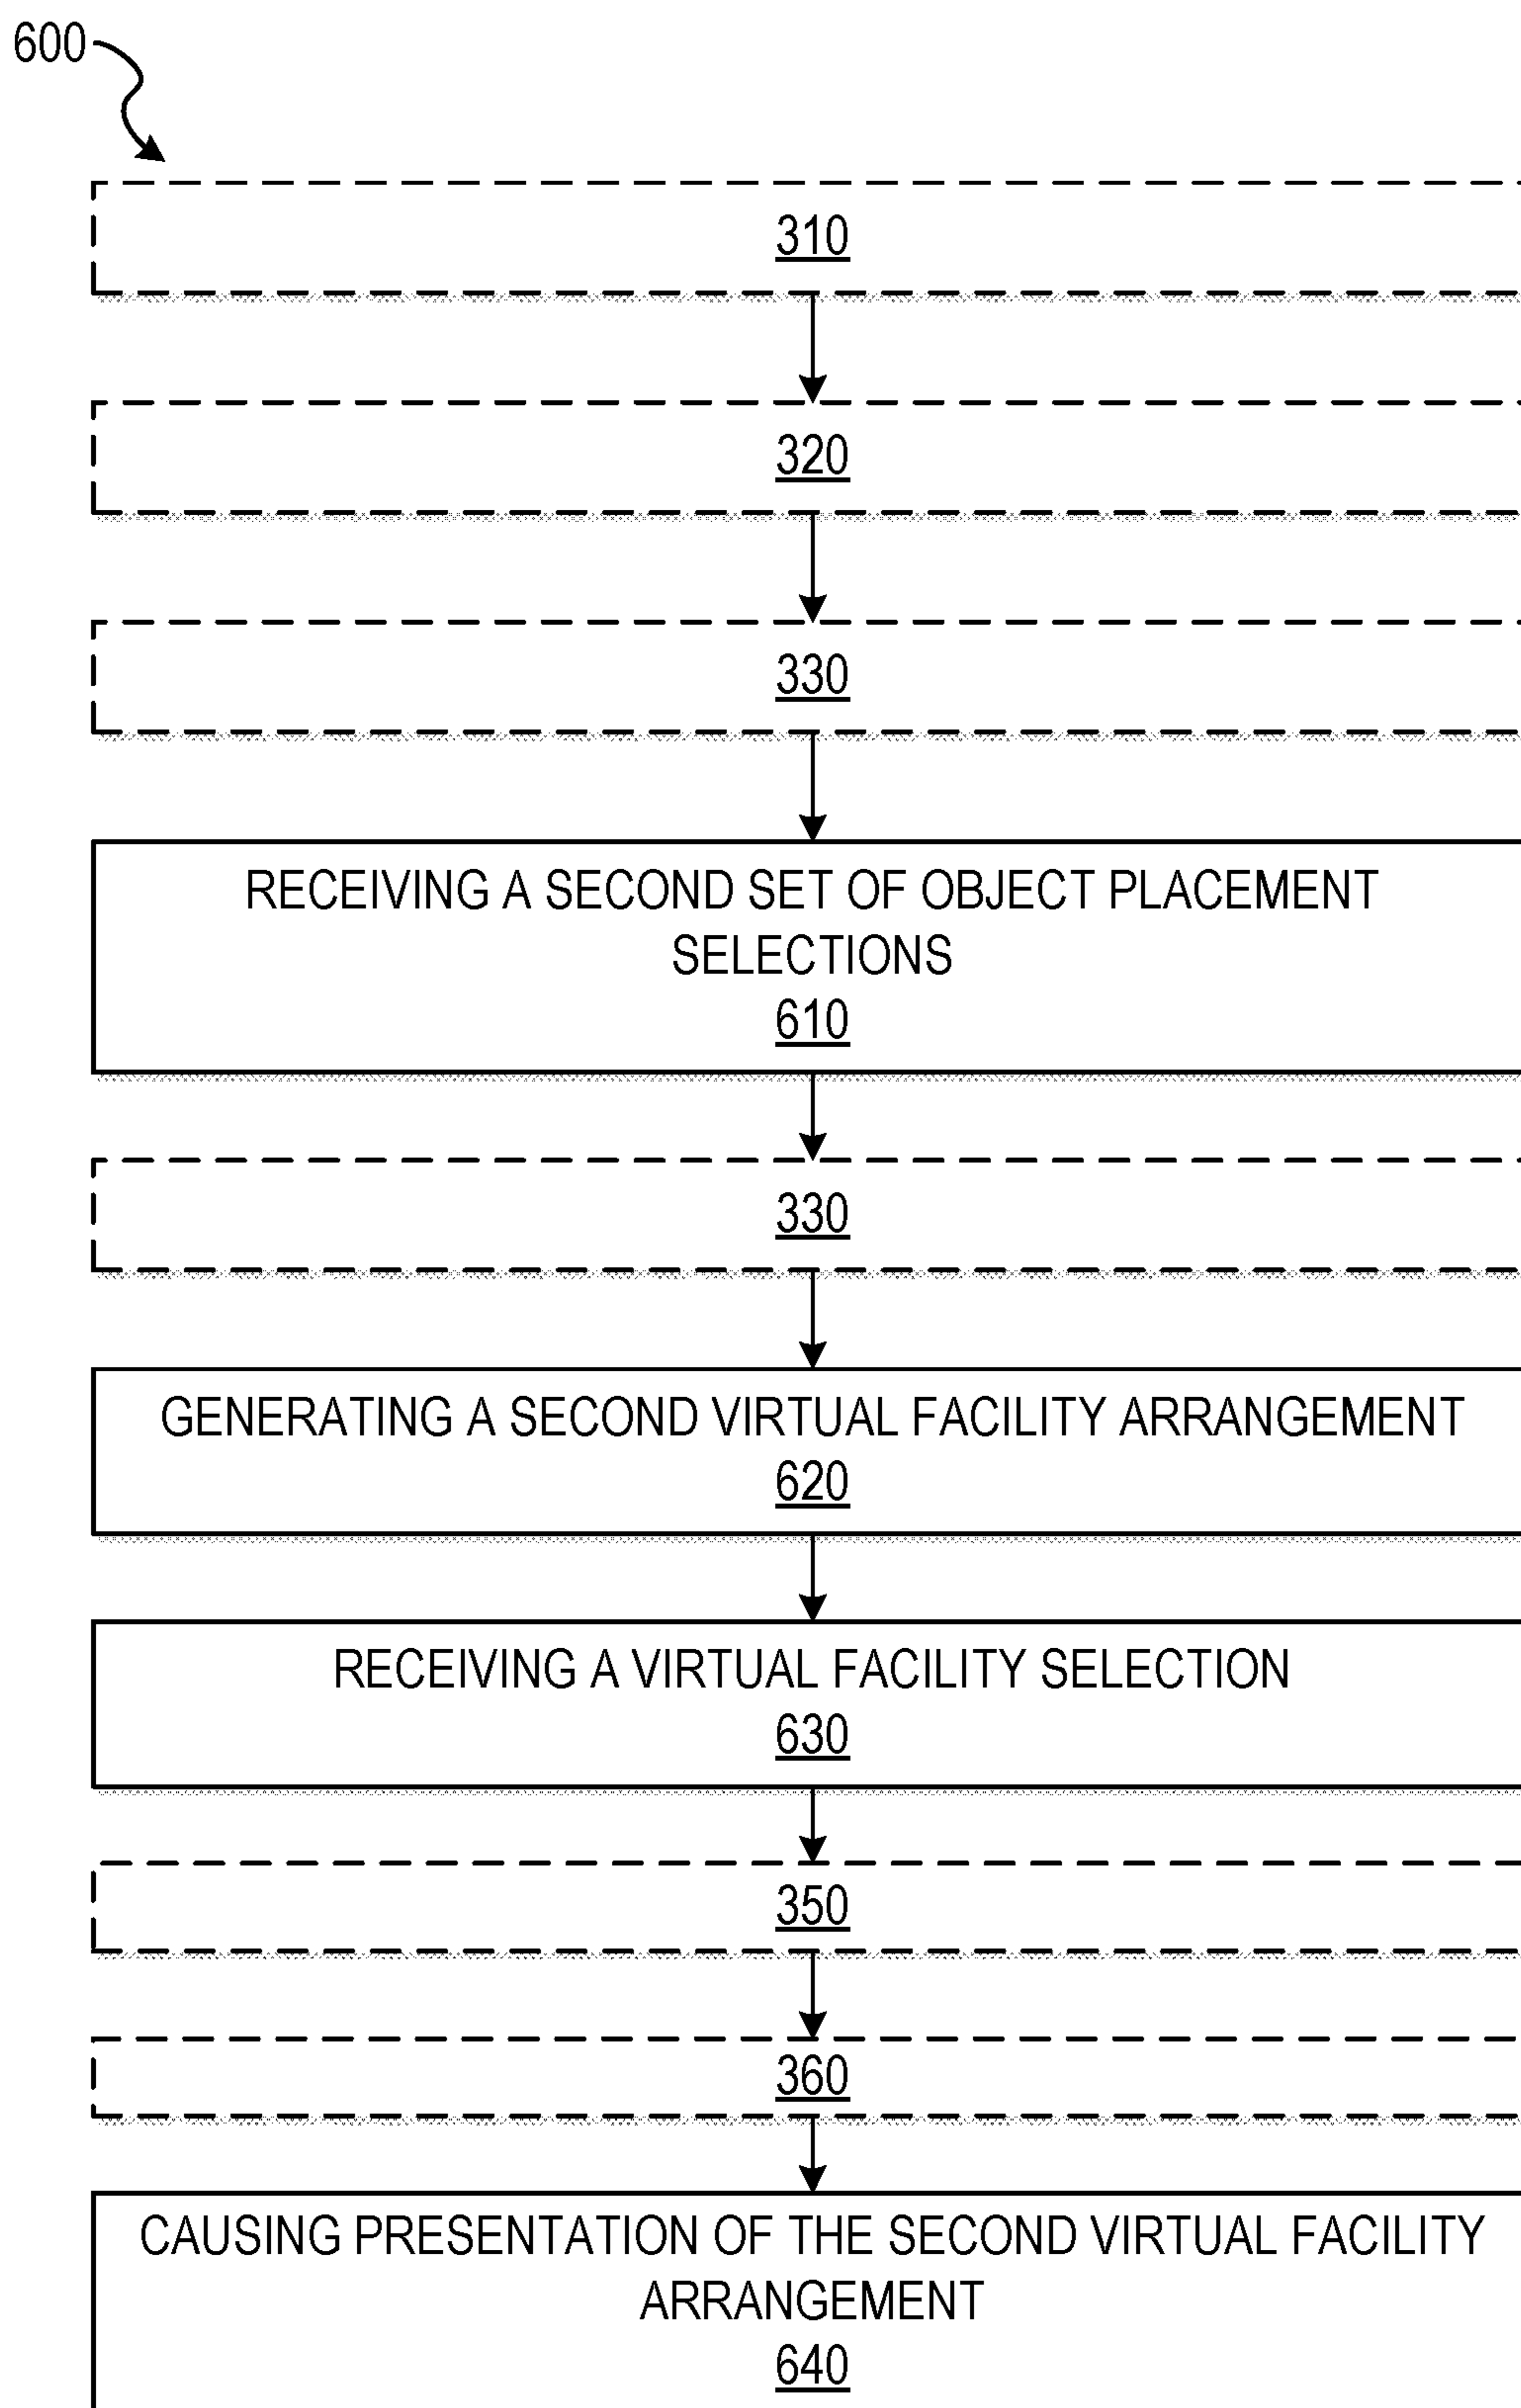 600
310
320
330
RECEIVING A SECOND SET OF OBJECT PLACEMENT
SELECTIONS
610
330
GENERATING A SECOND VIRTUAL FACILITY ARRANGEMENT
620
RECEIVING A VIRTUAL FACILITY SELECTION
630
350
360
CAUSING PRESENTATION OF THE SECOND VIRTUAL FACILITY
ARRANGEMENT
640